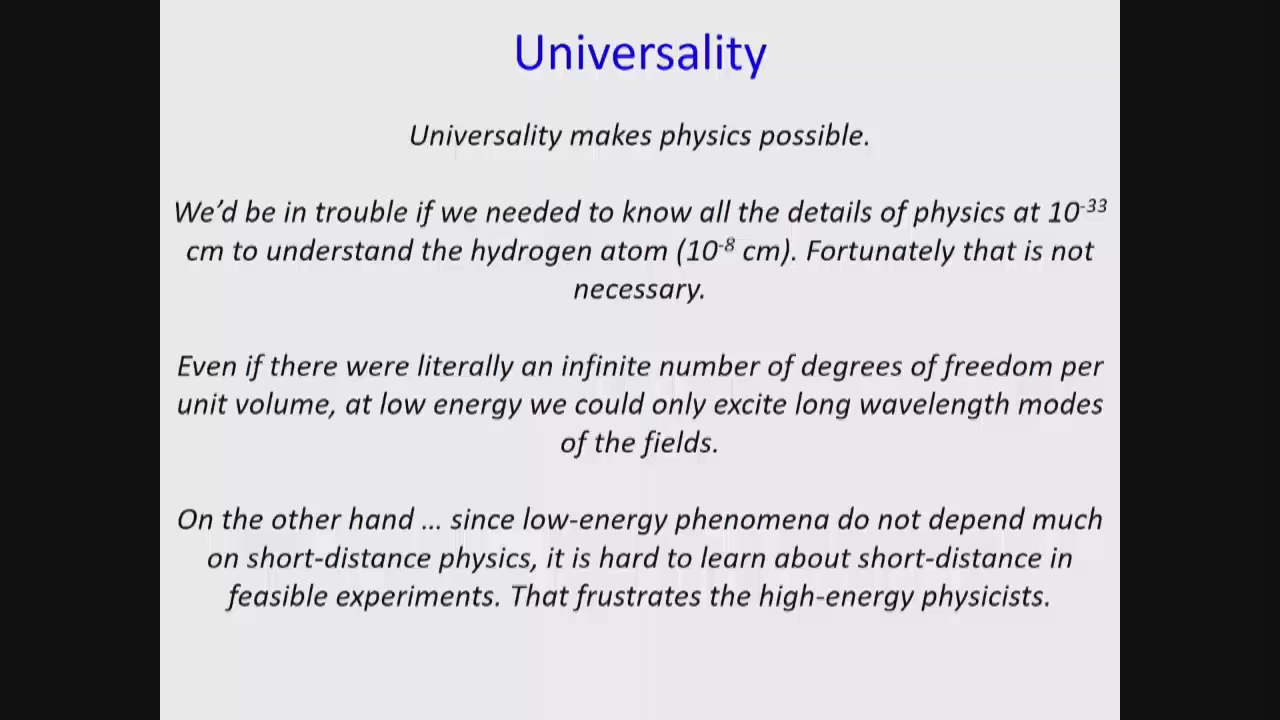 Universality
Universality makes physics possible.
We’d be in trouble if we needed to know all the details of physics at 10⁻³³
cm to understand the hydrogen atom (10⁻⁸ cm). Fortunately that is not
necessary.
Even if there were literally an infinite number of degrees of freedom per
unit volume, at low energy we could only excite long wavelength modes
of the fields.
On the other hand … since low-energy phenomena do not depend much
on short-distance physics, it is hard to learn about short-distance in
feasible experiments. That frustrates the high-energy physicists.